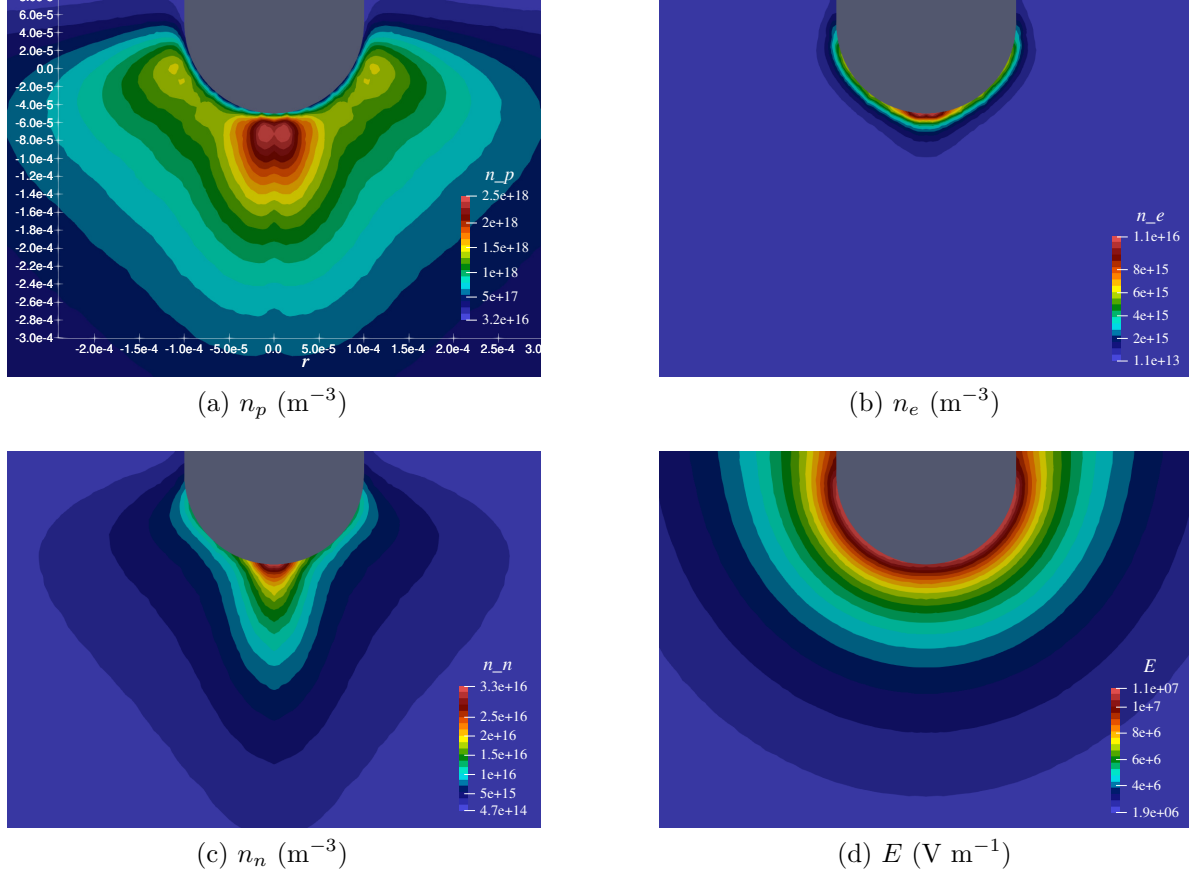 6.0e-5
4.0e-5
2.0e-5
0.0
-2.0e-5
-4.0e-5
-6.0e-5
-8.0e-5
-1.0e-4
-1.2e-4
-1.4e-4
-1.6e-4
-1.8e-4
-2.0e-4
-2.2e-4
-2.4e-4
-2.6e-4
-2.8e-4
-3.0e-4
-2.0e-4 -1.0e-4 -5.0e-5 0.0 5.0e-5 1.0e-4 1.5e-4 2.0e-4 2.5e-4 3.0
r
n_p
2.5e+18
2e+18
1.5e+18
1e+18
5e+17
3.2e+16
(a) n_p (m⁻³)
n_e
1.1e+16
8e+15
6e+15
4e+15
2e+15
1.1e+13
(b) n_e (m⁻³)
n_n
3.3e+16
2.5e+16
2e+16
1.5e+16
1e+16
5e+15
4.7e+14
(c) n_n (m⁻³)
E
1.1e+07
1e+7
8e+6
6e+6
4e+6
1.9e+06
(d) E (V m⁻¹)